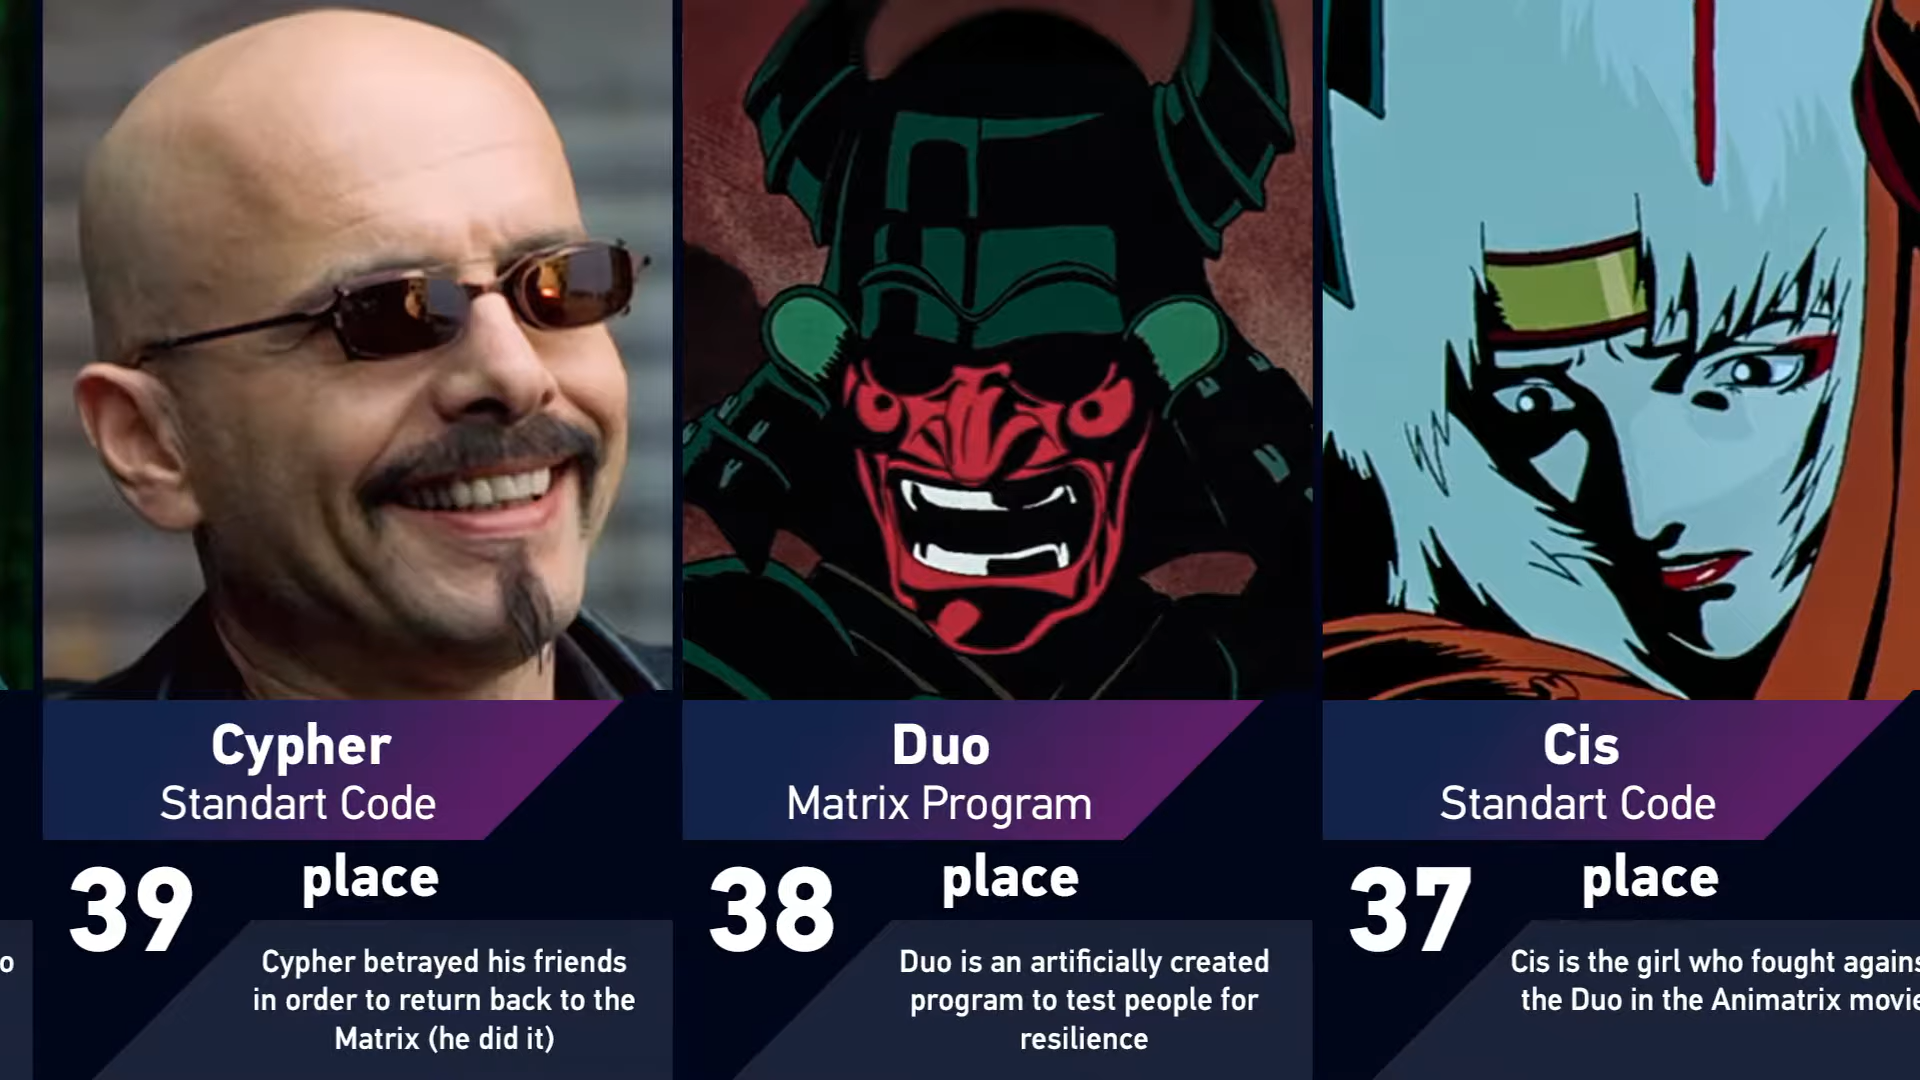 Cypher
Standart Code
39
place
Cypher betrayed his friends
in order to return back to the
Matrix (he did it)
Duo
Matrix Program
38
place
Duo is an artificially created
program to test people for
resilience
Cis
Standart Code
37
place
Cis is the girl who fought agains
the Duo in the Animatrix movie
o